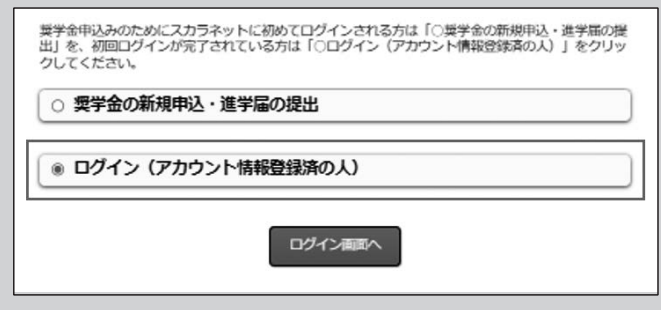 奨学金申込みのためにスカラネットに初めてログインされる方は「○奨学金の新規申込・進学届の提
出」を、初回ログインが完了されている方は「○ログイン（アカウント情報登録済の人）」をクリッ
クしてください。
奨学金の新規申込・進学届の提出
ログイン（アカウント情報登録済の人）
ログイン画面へ